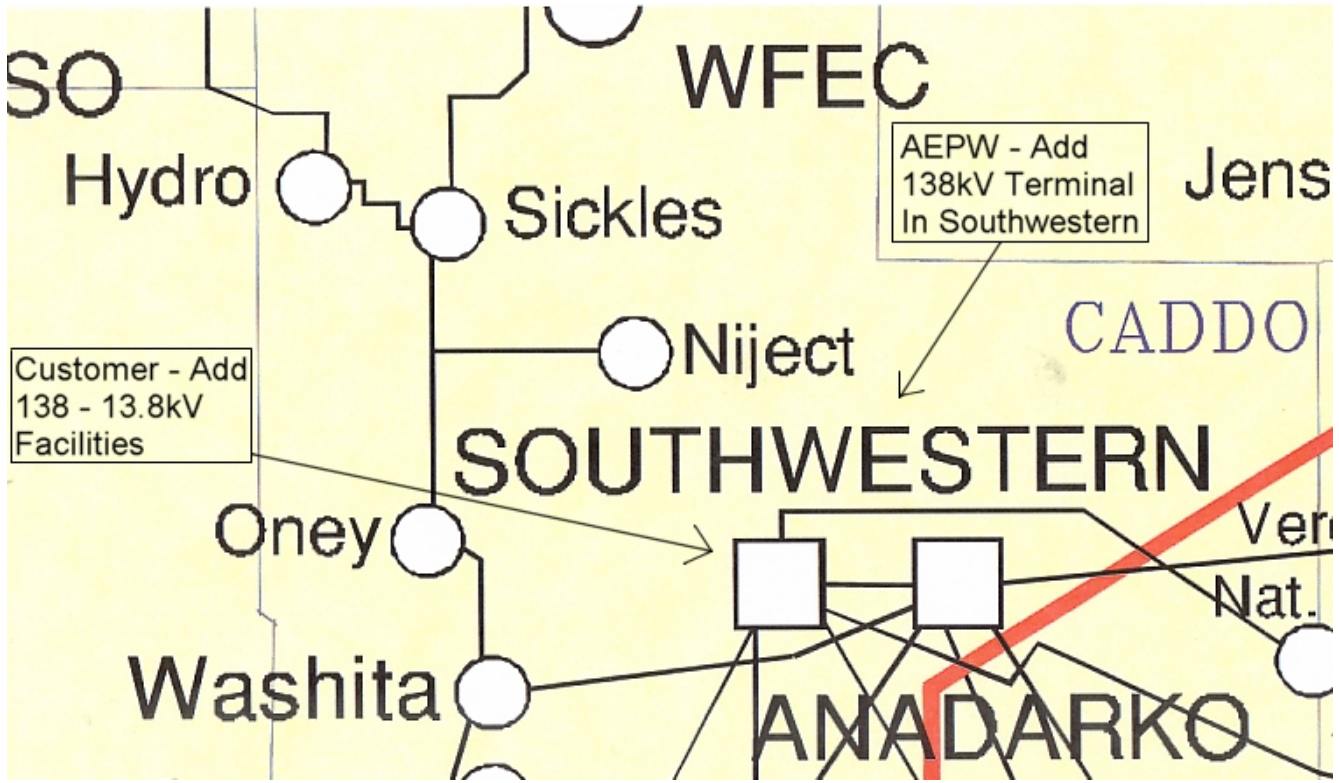 SO
WFEC
AEPW - Add
138kV Terminal
In Southwestern
Jens
Hydro
Sickles
CADDO
Niject
Customer - Add
138 - 13.8kV
Facilities
SOUTHWESTERN
Oney
Ver
Nat.
Washita
ANADARKO